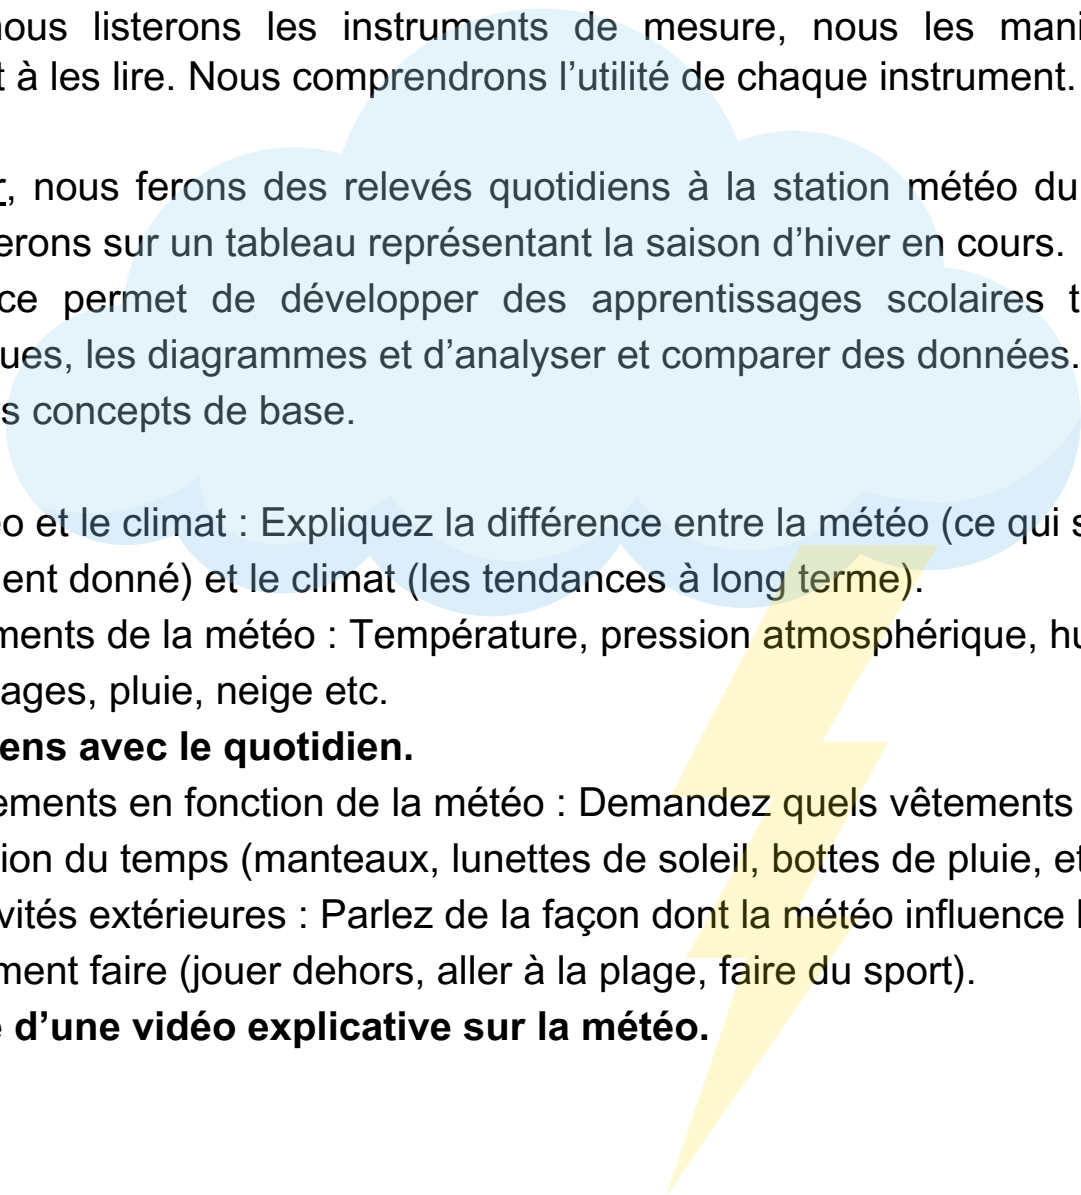 nous listerons les instruments de mesure, nous les mani
t à les lire. Nous comprendrons l’utilité de chaque instrument.
r, nous ferons des relevés quotidiens à la station météo du
erons sur un tableau représentant la saison d’hiver en cours.
ce permet de développer des apprentissages scolaires t
ues, les diagrammes et d’analyser et comparer des données.
s concepts de base.
o et le climat : Expliquez la différence entre la météo (ce qui s
ent donné) et le climat (les tendances à long terme).
ments de la météo : Température, pression atmosphérique, hu
ages, pluie, neige etc.
ens avec le quotidien.
ements en fonction de la météo : Demandez quels vêtements
ion du temps (manteaux, lunettes de soleil, bottes de pluie, et
vités extérieures : Parlez de la façon dont la météo influence l
ment faire (jouer dehors, aller à la plage, faire du sport).
e d’une vidéo explicative sur la météo.